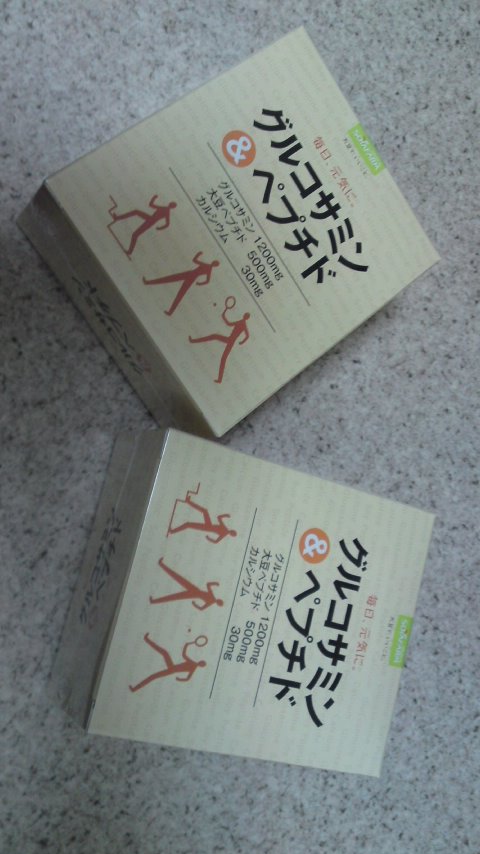 毎日、元気に。
グルコサミン
&ペプチド
グルコサミン 1200mg
大豆ペプチド 500mg
カルシウム 30mg
毎日、元気に。
グルコサミン
&ペプチド
グルコサミン 1200mg
大豆ペプチド 500mg
カルシウム 30mg